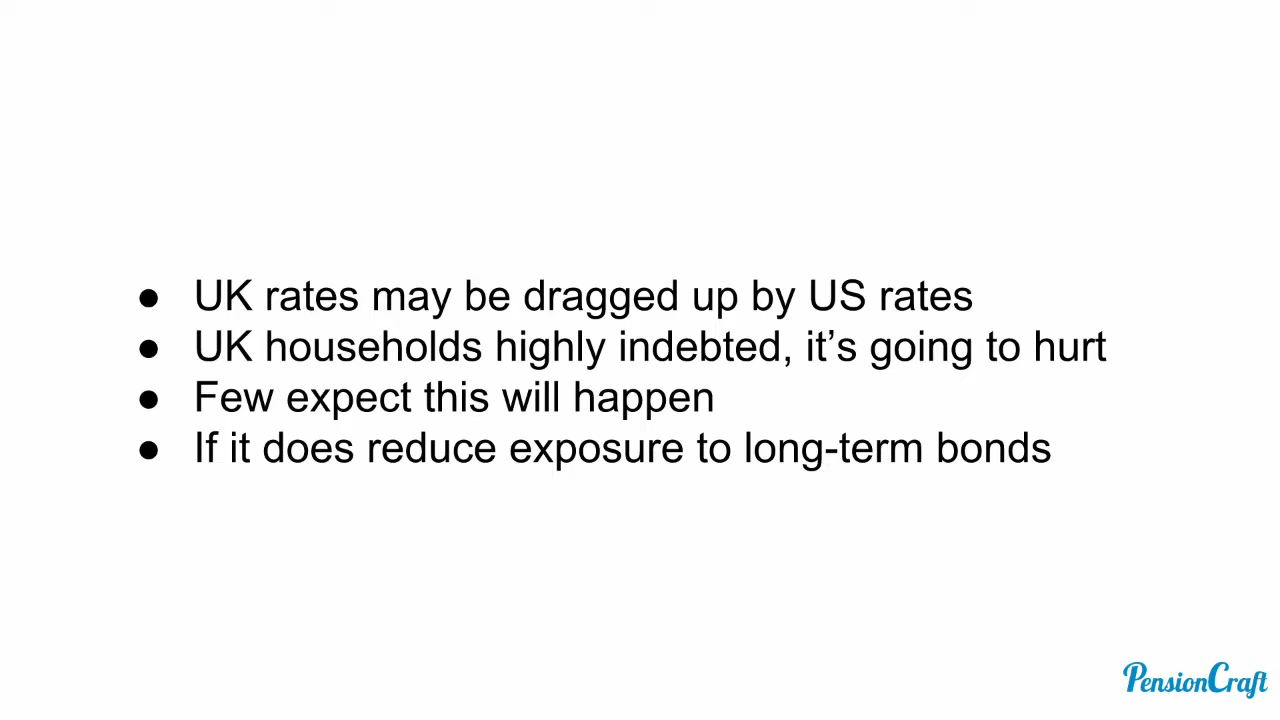 ● UK rates may be dragged up by US rates
● UK households highly indebted, it’s going to hurt
● Few expect this will happen
● If it does reduce exposure to long-term bonds
PensionCraft